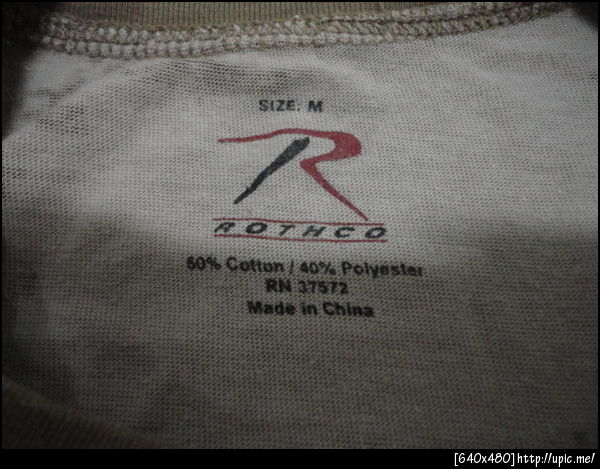 SIZE: M
ROTHCO
60% Cotton / 40% Polyester
RN 37572
Made in China
[640x480]http://upic.me/